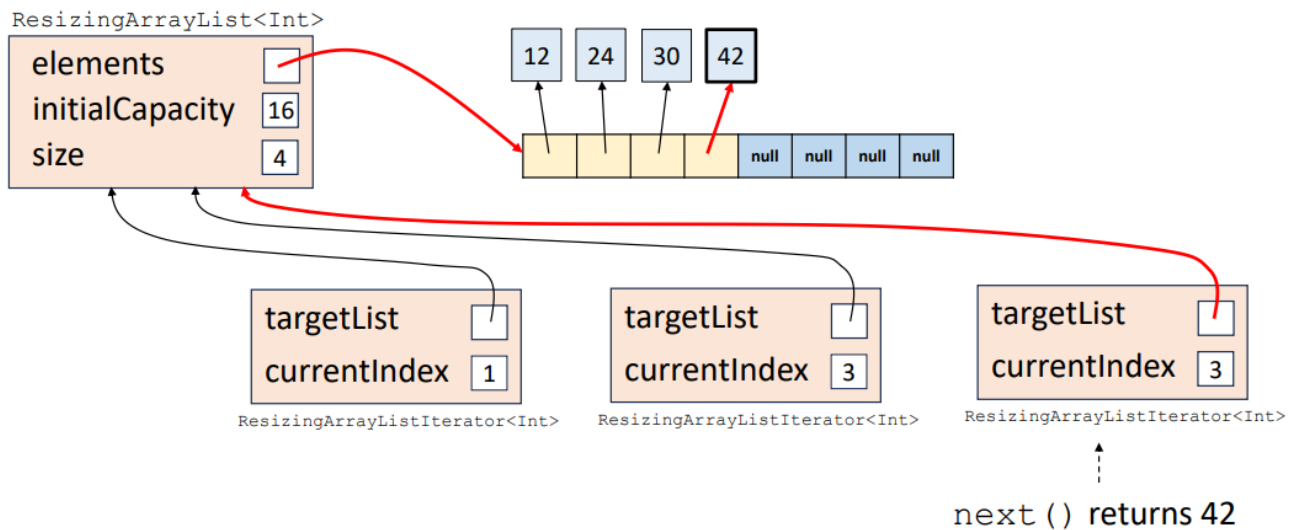 ResizingArrayList<Int>
elements
initialCapacity 16
size 4
12 24 30 42
null null null null
targetList
currentIndex 1
ResizingArrayListIterator<Int>
targetList
currentIndex 3
ResizingArrayListIterator<Int>
targetList
currentIndex 3
ResizingArrayListIterator<Int>
next() returns 42